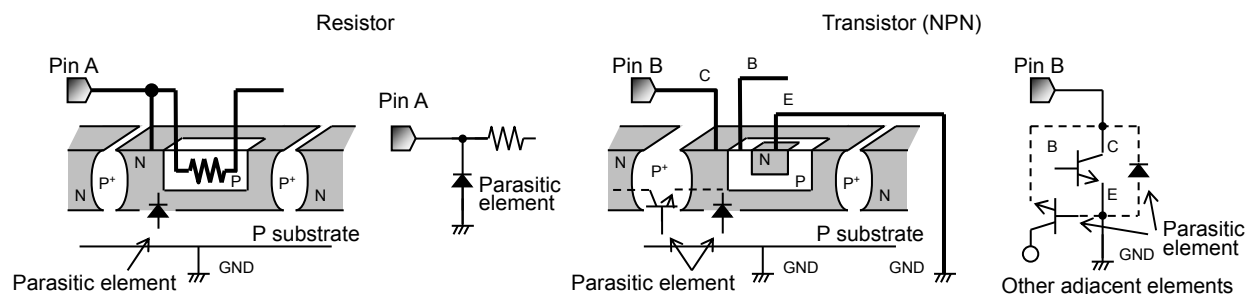 Resistor
Transistor (NPN)
Pin A
N
P
N
P+
P+
N
P substrate
GND
Parasitic element
Pin A
Parasitic
element
Pin B
C
B
E
N
P
N
P+
P+
N
P substrate
GND
GND
Parasitic element
Pin B
B
C
E
GND
Parasitic
element
Other adjacent elements